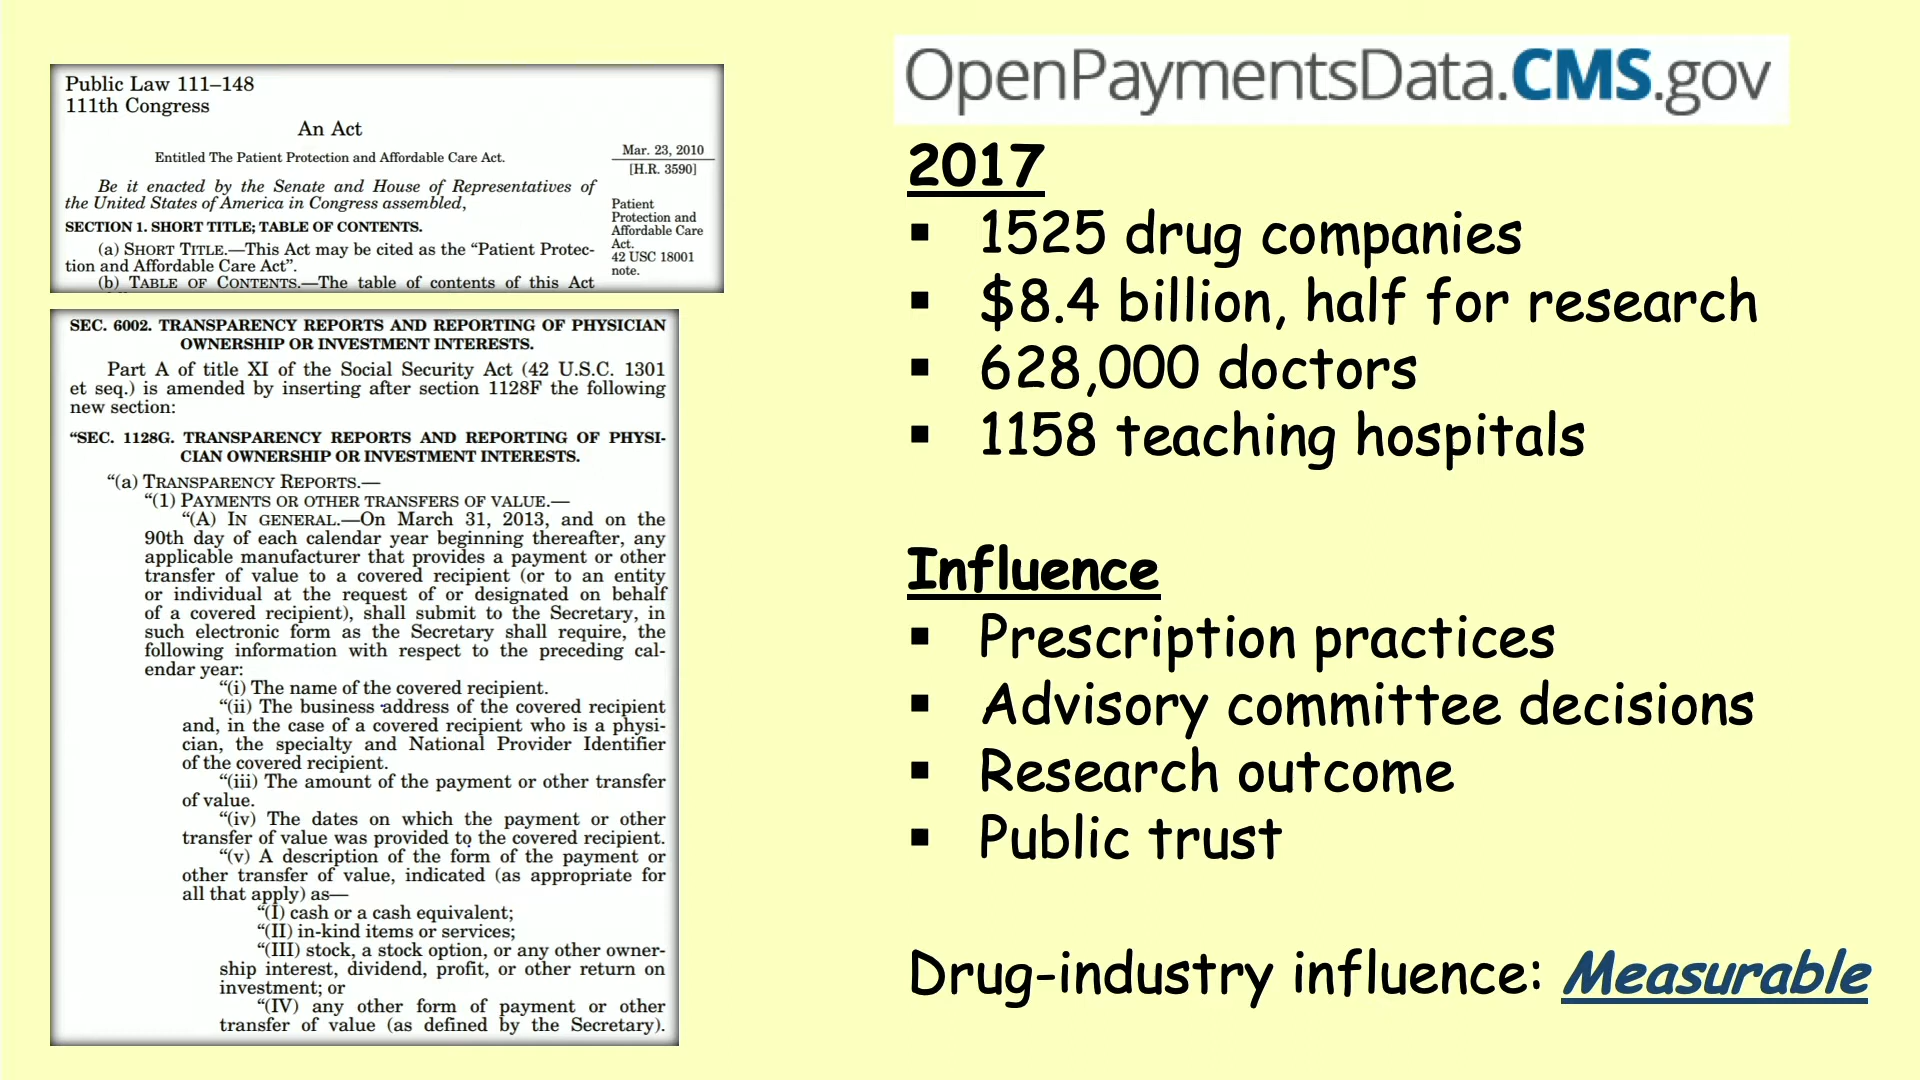 Public Law 111–148
111th Congress
An Act
Entitled The Patient Protection and Affordable Care Act.
Be it enacted by the Senate and House of Representatives of
the United States of America in Congress assembled,
SECTION 1. SHORT TITLE; TABLE OF CONTENTS.
(a) SHORT TITLE.—This Act may be cited as the “Patient Protec-
tion and Affordable Care Act”.
(b) TABLE OF CONTENTS.—The table of contents of this Act
Mar. 23, 2010
[H.R. 3590]
Patient
Protection and
Affordable Care
Act.
42 USC 18001
note.
SEC. 6002. TRANSPARENCY REPORTS AND REPORTING OF PHYSICIAN
OWNERSHIP OR INVESTMENT INTERESTS.
Part A of title XI of the Social Security Act (42 U.S.C. 1301
et seq.) is amended by inserting after section 1128F the following
new section:
“SEC. 1128G. TRANSPARENCY REPORTS AND REPORTING OF PHYSI-
CIAN OWNERSHIP OR INVESTMENT INTERESTS.
“(a) TRANSPARENCY REPORTS.—
“(1) PAYMENTS OR OTHER TRANSFERS OF VALUE.—
“(A) IN GENERAL.—On March 31, 2013, and on the
90th day of each calendar year beginning thereafter, any
applicable manufacturer that provides a payment or other
transfer of value to a covered recipient (or to an entity
or individual at the request of or designated on behalf
of a covered recipient), shall submit to the Secretary, in
such electronic form as the Secretary shall require, the
following information with respect to the preceding cal-
endar year:
“(i) The name of the covered recipient.
“(ii) The business address of the covered recipient
and, in the case of a covered recipient who is a physi-
cian, the specialty and National Provider Identifier
of the covered recipient.
“(iii) The amount of the payment or other transfer
of value.
“(iv) The dates on which the payment or other
transfer of value was provided to the covered recipient.
“(v) A description of the form of the payment or
other transfer of value, indicated (as appropriate for
all that apply) as—
“(I) cash or a cash equivalent;
“(II) in-kind items or services;
“(III) stock, a stock option, or any other owner-
ship interest, dividend, profit, or other return on
investment; or
“(IV) any other form of payment or other
transfer of value (as defined by the Secretary).
OpenPaymentsData.CMS.gov
2017
▪ 1525 drug companies
▪ $8.4 billion, half for research
▪ 628,000 doctors
▪ 1158 teaching hospitals
Influence
▪ Prescription practices
▪ Advisory committee decisions
▪ Research outcome
▪ Public trust
Drug-industry influence: Measurable